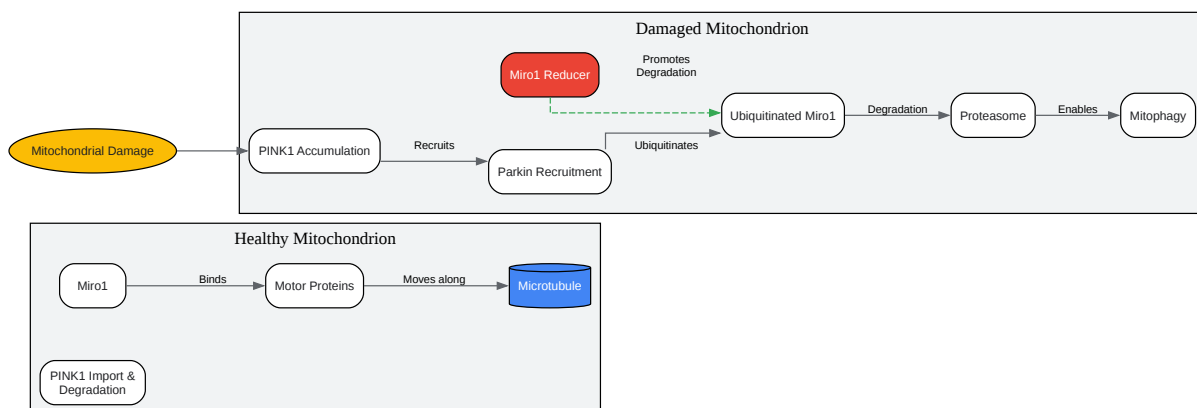 Damaged Mitochondrion
Miro1 Reducer
Promotes
Degradation
Ubiquitinated Miro1
Degradation
Proteasome
Enables
Mitophagy
Mitochondrial Damage
PINK1 Accumulation
Recruits
Parkin Recruitment
Ubiquitinates
Healthy Mitochondrion
Miro1
Binds
Motor Proteins
Moves along
Microtubule
PINK1 Import &
Degradation